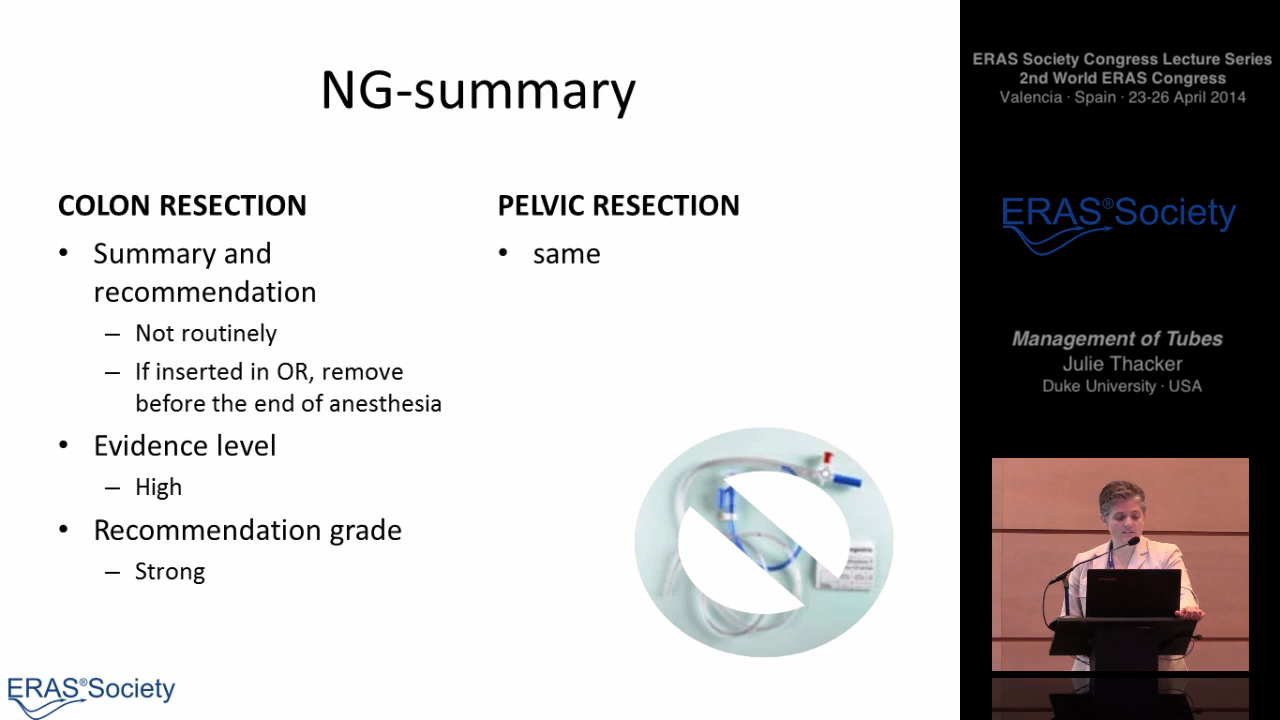 NG-summary
COLON RESECTION
• Summary and
recommendation
– Not routinely
– If inserted in OR, remove
before the end of anesthesia
• Evidence level
– High
• Recommendation grade
– Strong
PELVIC RESECTION
• same
ERAS®Society
ERAS Society Congress Lecture Series
2nd World ERAS Congress
Valencia · Spain · 23-26 April 2014
ERAS®Society
Management of Tubes
Julie Thacker
Duke University · USA